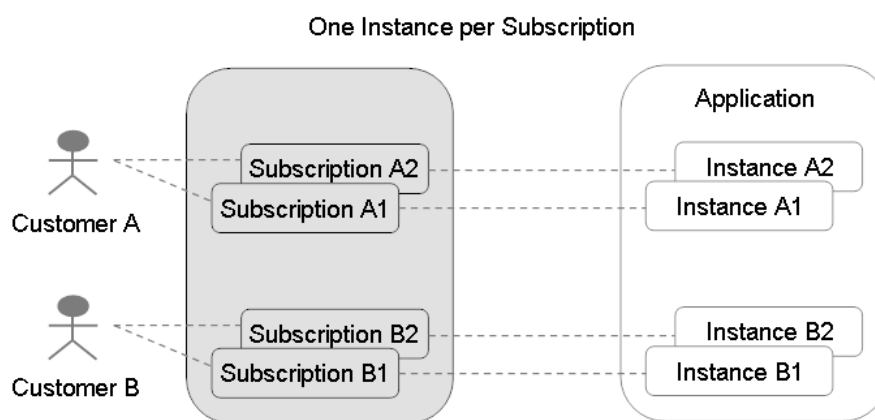 One Instance per Subscription
Application
Subscription A2
Instance A2
Subscription A1
Instance A1
Customer A
Subscription B2
Instance B2
Subscription B1
Instance B1
Customer B